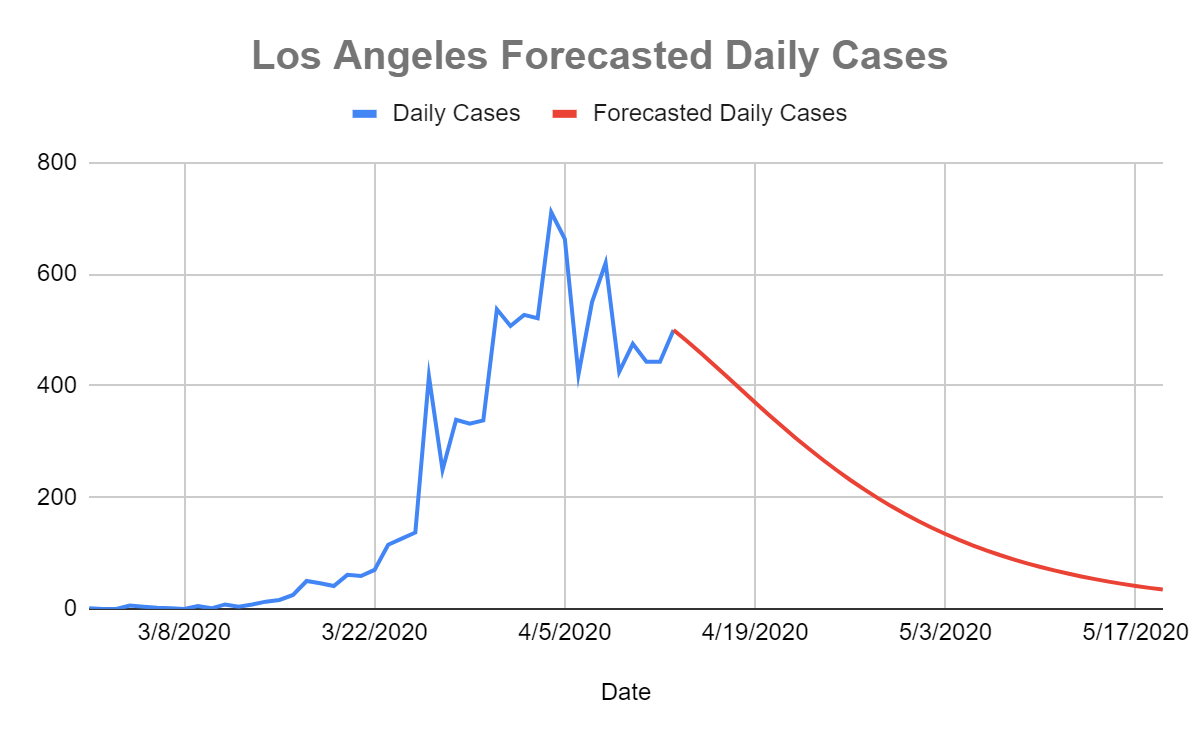 Los Angeles Forecasted Daily Cases
Daily Cases Forecasted Daily Cases
800
600
400
200
0
3/8/2020 3/22/2020 4/5/2020 4/19/2020 5/3/2020 5/17/2020
Date